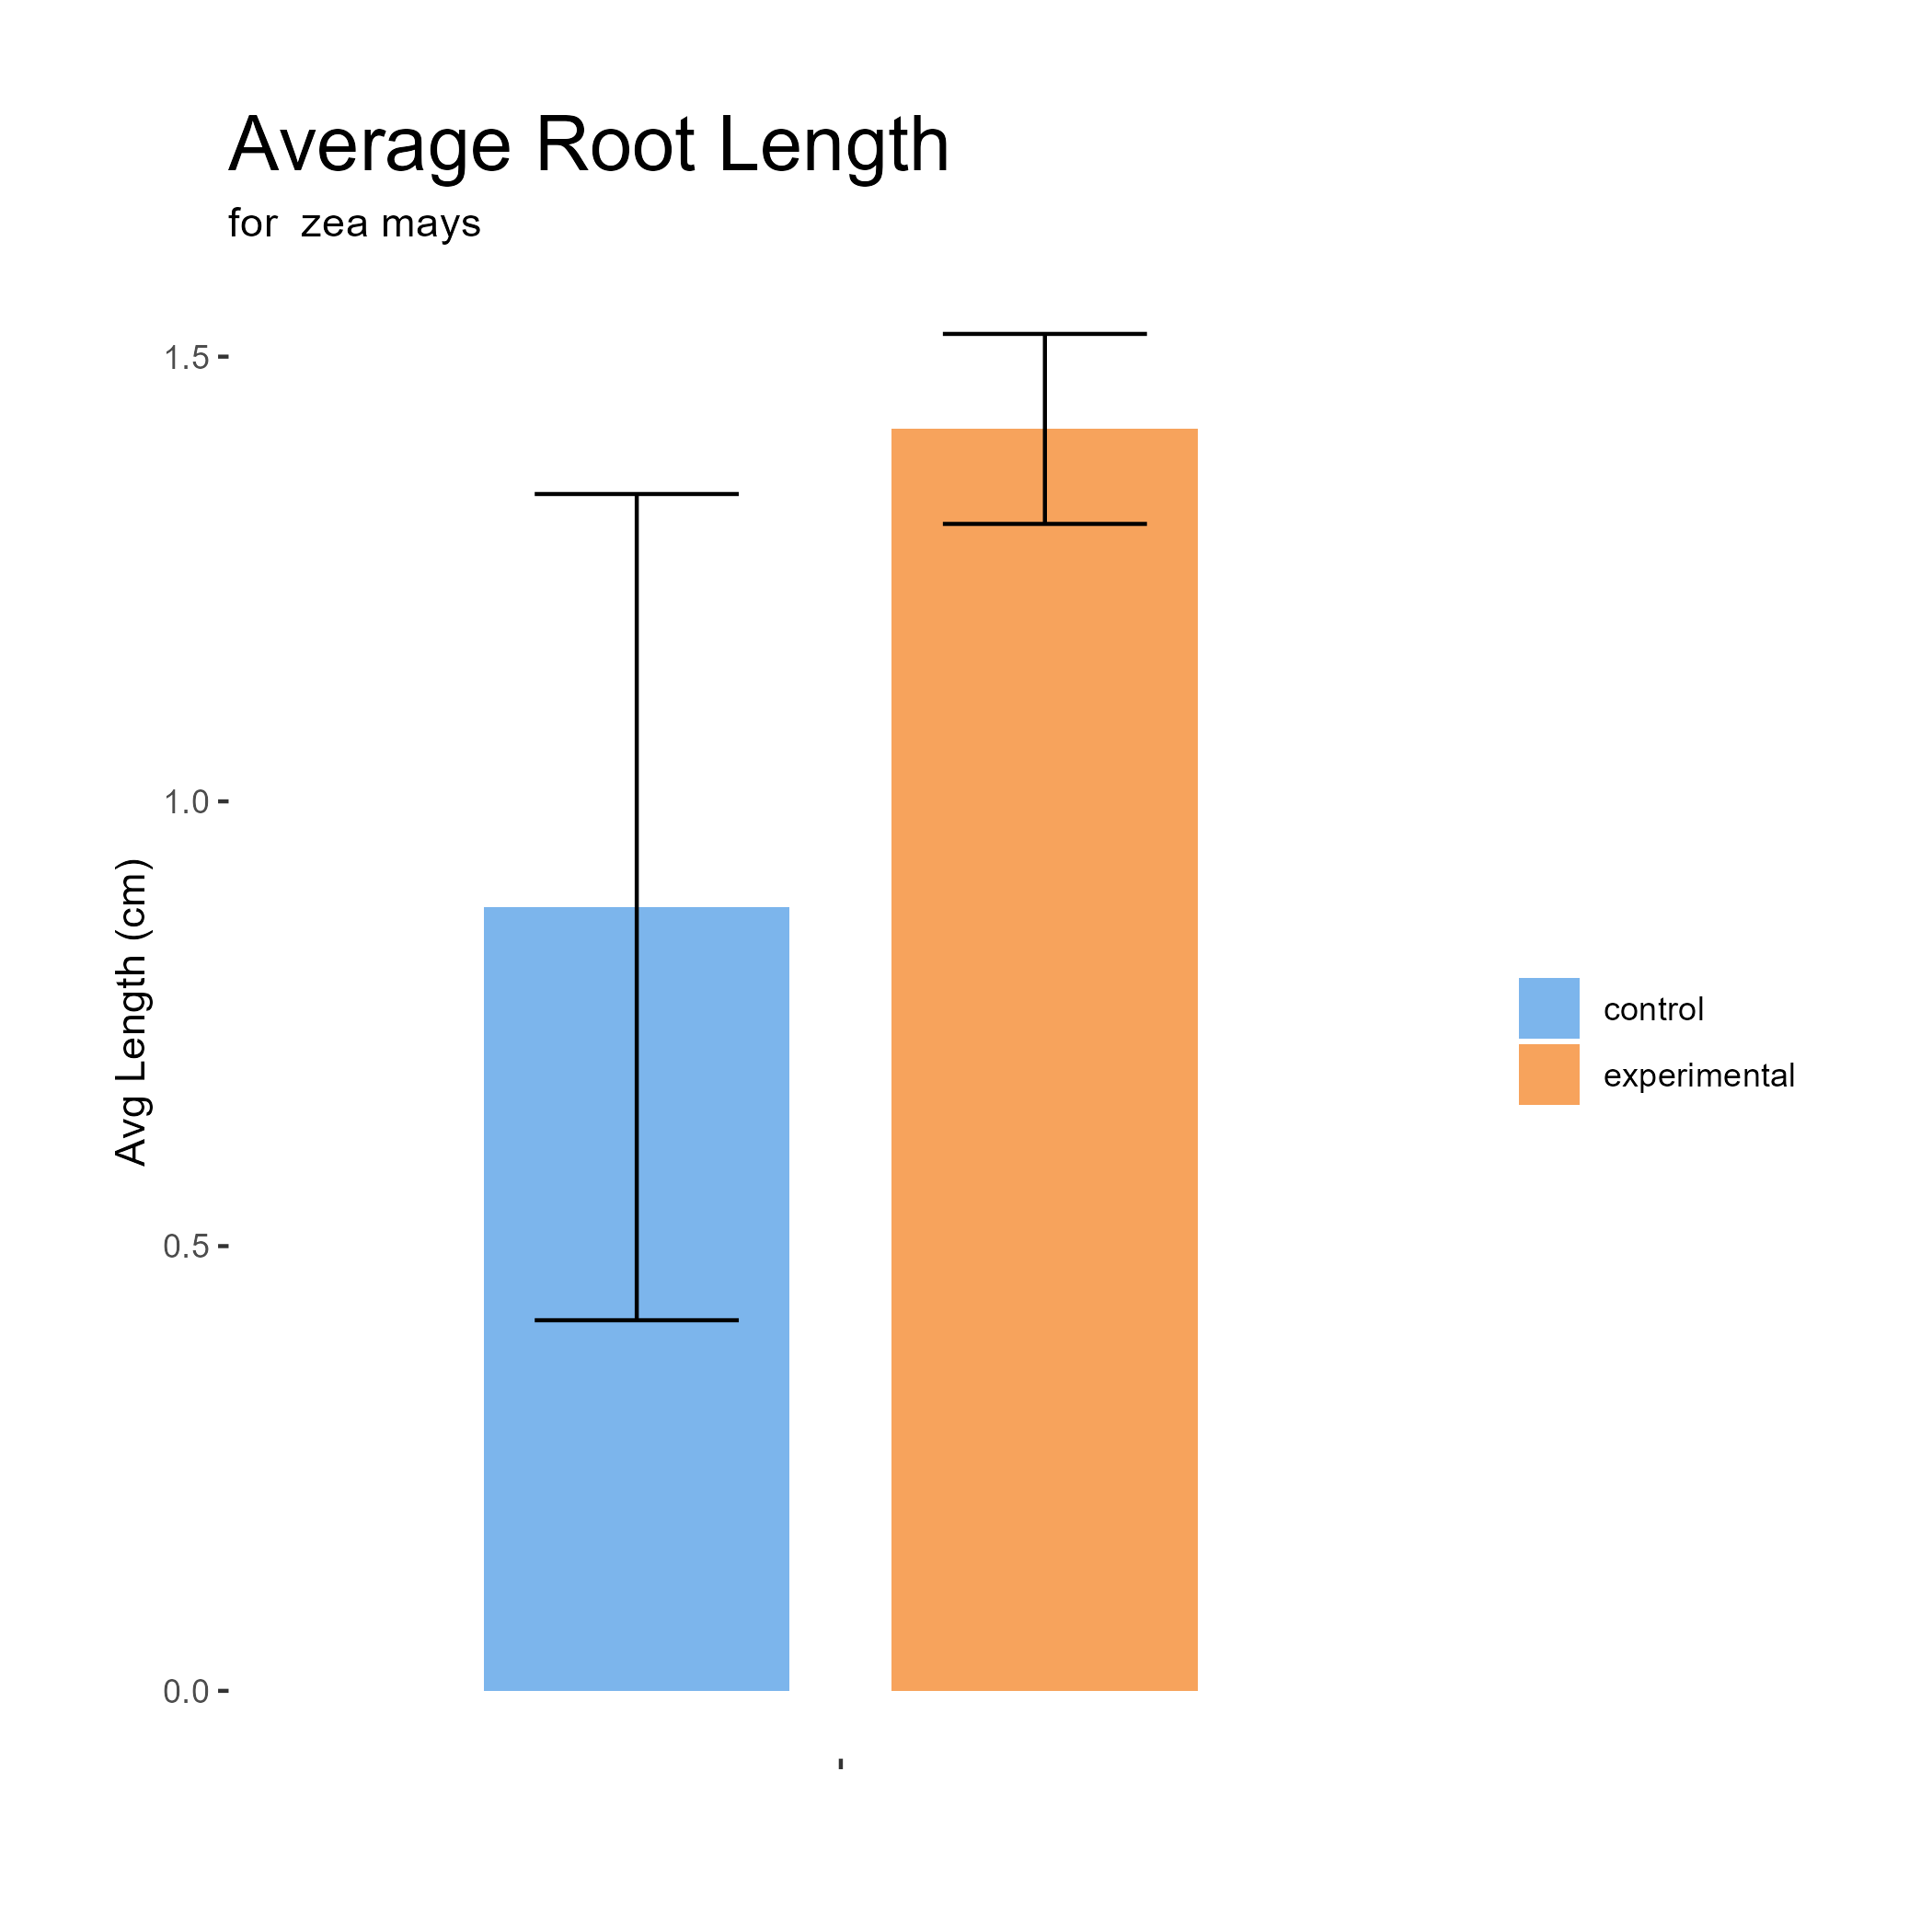 Average Root Length
for  zea mays
1.5
1.0
0.5
0.0
Avg Length (cm)
control
experimental